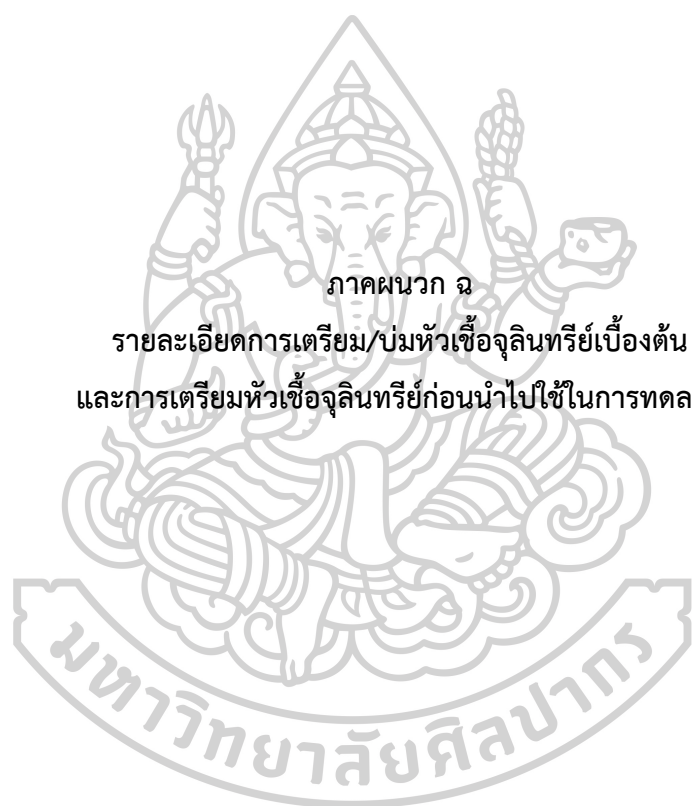 ภาคผนวก ฉ
รายละเอียดการเตรียม/บ่มหัวเชื้อจุลินทรีย์เบื้องต้น
และการเตรียมหัวเชื้อจุลินทรีย์ก่อนนำไปใช้ในการทดล
มหาวิทยาลัยศิลปากร